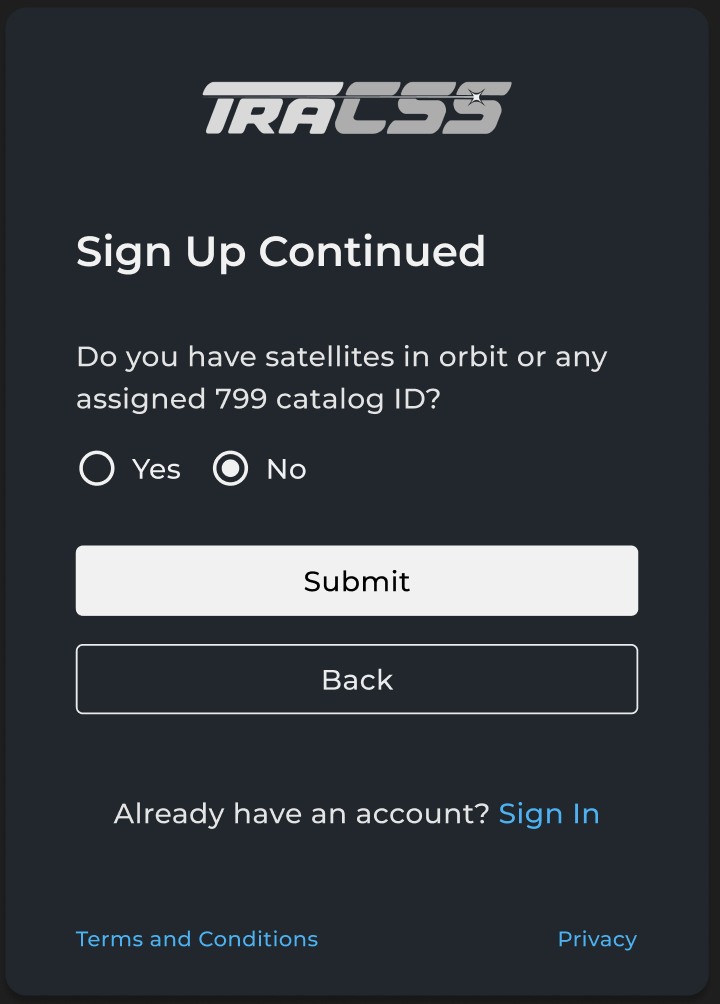 TRACSS
Sign Up Continued
Do you have satellites in orbit or any
assigned 799 catalog ID?
Yes No
Submit
Back
Already have an account? Sign In
Terms and Conditions Privacy